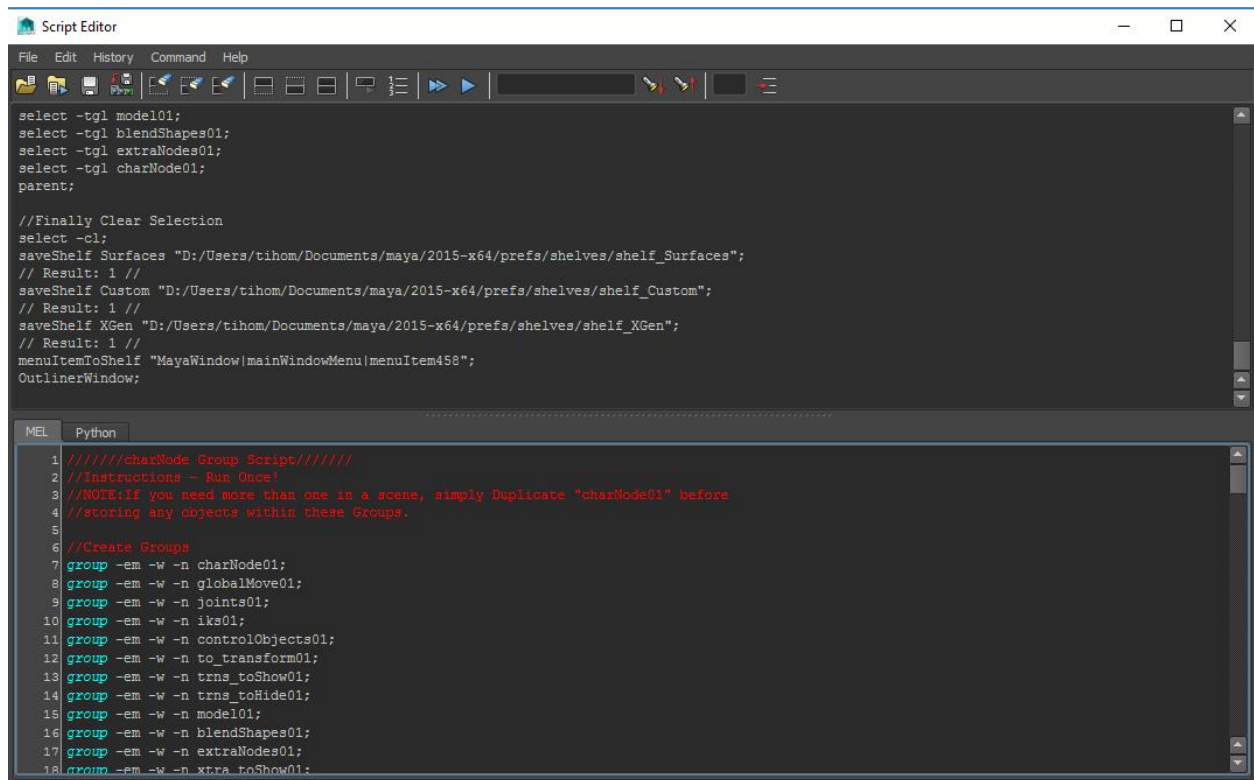 Script Editor
File Edit History Command Help
select -tgl model01;
select -tgl blendShapes01;
select -tgl extraNodes01;
select -tgl charNode01;
parent;
//Finally Clear Selection
select -cl;
saveShelf Surfaces "D:/Users/tihom/Documents/maya/2015-x64/prefs/shelves/shelf_Surfaces";
// Result: 1 //
saveShelf Custom "D:/Users/tihom/Documents/maya/2015-x64/prefs/shelves/shelf_Custom";
// Result: 1 //
saveShelf XGen "D:/Users/tihom/Documents/maya/2015-x64/prefs/shelves/shelf_XGen";
// Result: 1 //
menuItemToShelf "MayaWindow|mainWindowMenu|menuItem458";
OutlinerWindow;
MEL Python
1 ///////charNode Group Script///////
2 //Instructions - Run Once!
3 //NOTE:If you need more than one in a scene, simply Duplicate "charNode01" before
4 //storing any objects within these Groups.
5
6 //Create Groups
7 group -em -w -n charNode01;
8 group -em -w -n globalMove01;
9 group -em -w -n joints01;
10 group -em -w -n iks01;
11 group -em -w -n controlObjects01;
12 group -em -w -n to_transform01;
13 group -em -w -n trns_toShow01;
14 group -em -w -n trns_toHide01;
15 group -em -w -n model01;
16 group -em -w -n blendShapes01;
17 group -em -w -n extraNodes01;
18 group -em -w -n xtra_toShow01;